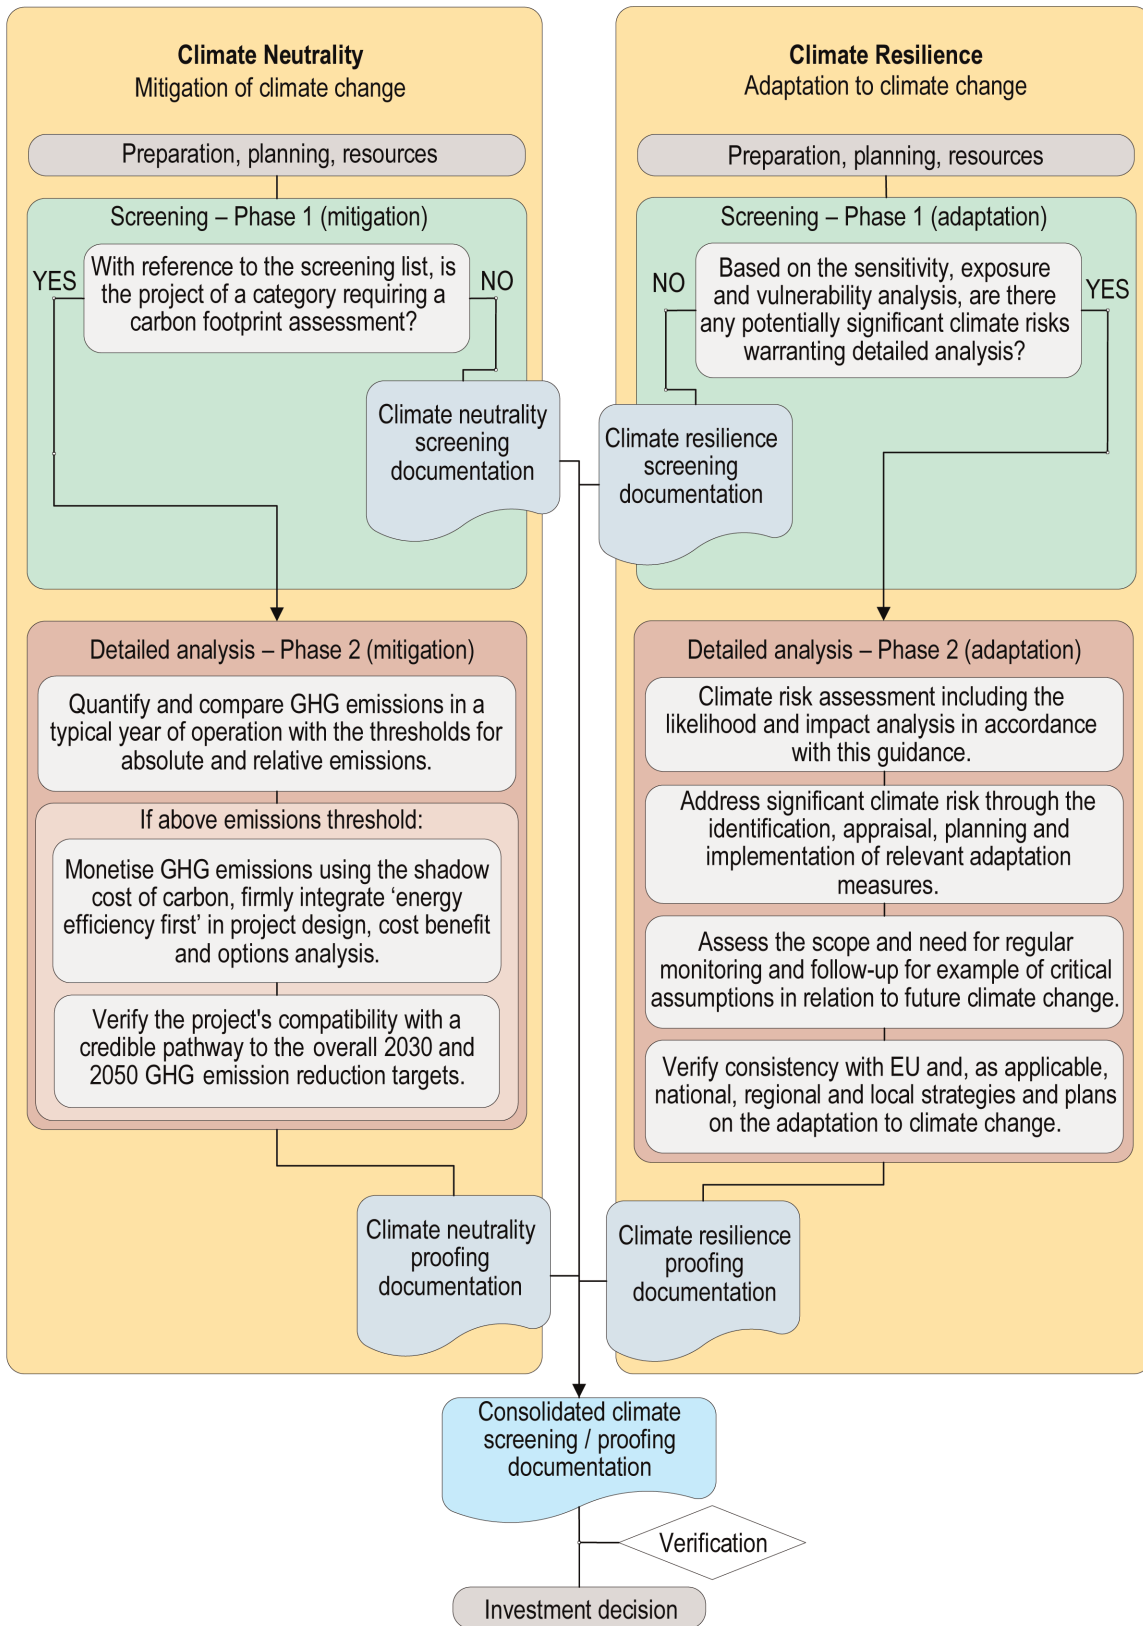 Climate Neutrality
Mitigation of climate change
Preparation, planning, resources
Screening – Phase 1 (mitigation)
YES
With reference to the screening list, is
the project of a category requiring a
carbon footprint assessment?
NO
Climate neutrality
screening
documentation
Detailed analysis – Phase 2 (mitigation)
Quantify and compare GHG emissions in a
typical year of operation with the thresholds for
absolute and relative emissions.
If above emissions threshold:
Monetise GHG emissions using the shadow
cost of carbon, firmly integrate ‘energy
efficiency first’ in project design, cost benefit
and options analysis.
Verify the project's compatibility with a
credible pathway to the overall 2030 and
2050 GHG emission reduction targets.
Climate neutrality
proofing
documentation
Climate Resilience
Adaptation to climate change
Preparation, planning, resources
Screening – Phase 1 (adaptation)
NO
Based on the sensitivity, exposure
and vulnerability analysis, are there
any potentially significant climate risks
warranting detailed analysis?
YES
Climate resilience
screening
documentation
Detailed analysis – Phase 2 (adaptation)
Climate risk assessment including the
likelihood and impact analysis in accordance
with this guidance.
Address significant climate risk through the
identification, appraisal, planning and
implementation of relevant adaptation
measures.
Assess the scope and need for regular
monitoring and follow-up for example of critical
assumptions in relation to future climate change.
Verify consistency with EU and, as applicable,
national, regional and local strategies and plans
on the adaptation to climate change.
Climate resilience
proofing
documentation
Consolidated climate
screening / proofing
documentation
Verification
Investment decision